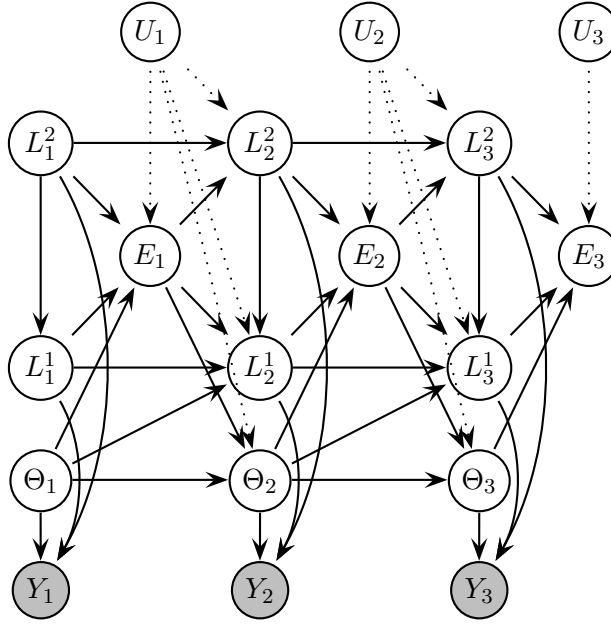 U₁ U₂ U₃
L₁² L₂² L₃²
E₁ E₂ E₃
L₁¹ L₂¹ L₃¹
Θ₁ Θ₂ Θ₃
Y₁ Y₂ Y₃